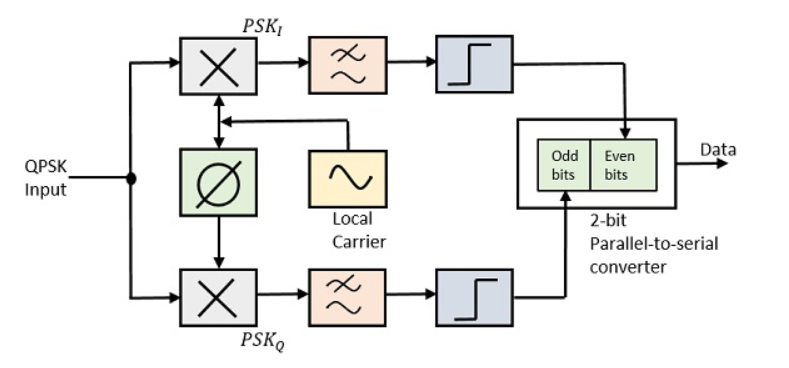 PSK_I
QPSK
Input
Local
Carrier
Odd
bits
Even
bits
Data
2-bit
Parallel-to-serial
converter
PSK_Q